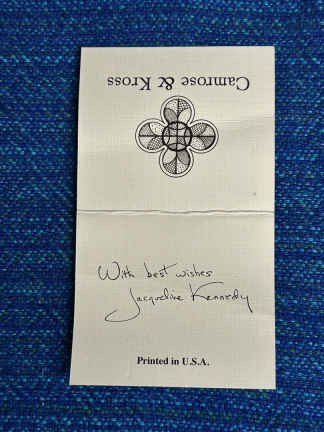 Camrose & Kross
With best wishes
Jacqueline Kennedy
Printed in U.S.A.